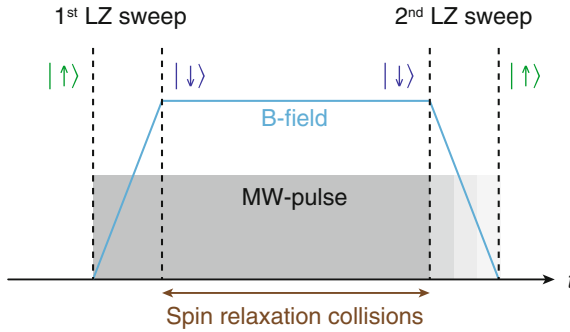 1st LZ sweep 2nd LZ sweep
|↑⟩ |↓⟩ |↓⟩ |↑⟩
B-field
MW-pulse
t
Spin relaxation collisions